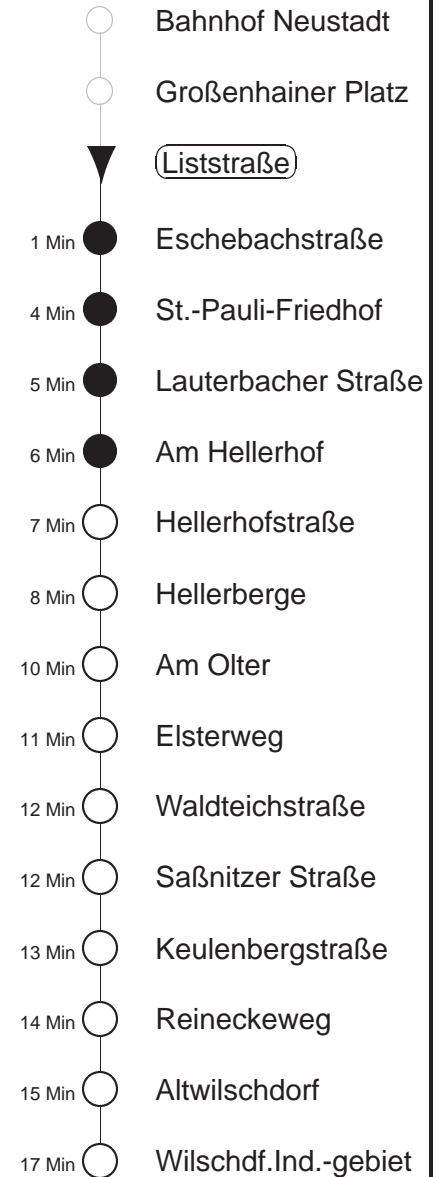 Bahnhof Neustadt
Großenhainer Platz
Liststraße
1 Min Eschebachstraße
4 Min St.-Pauli-Friedhof
5 Min Lauterbacher Straße
6 Min Am Hellerhof
7 Min Hellerhofstraße
8 Min Hellerberge
10 Min Am Olter
11 Min Elsterweg
12 Min Waldteichstraße
12 Min Saßnitzer Straße
13 Min Keulenbergstraße
14 Min Reineckeweg
15 Min Altwilschdorf
17 Min Wilschdf.Ind.-gebiet